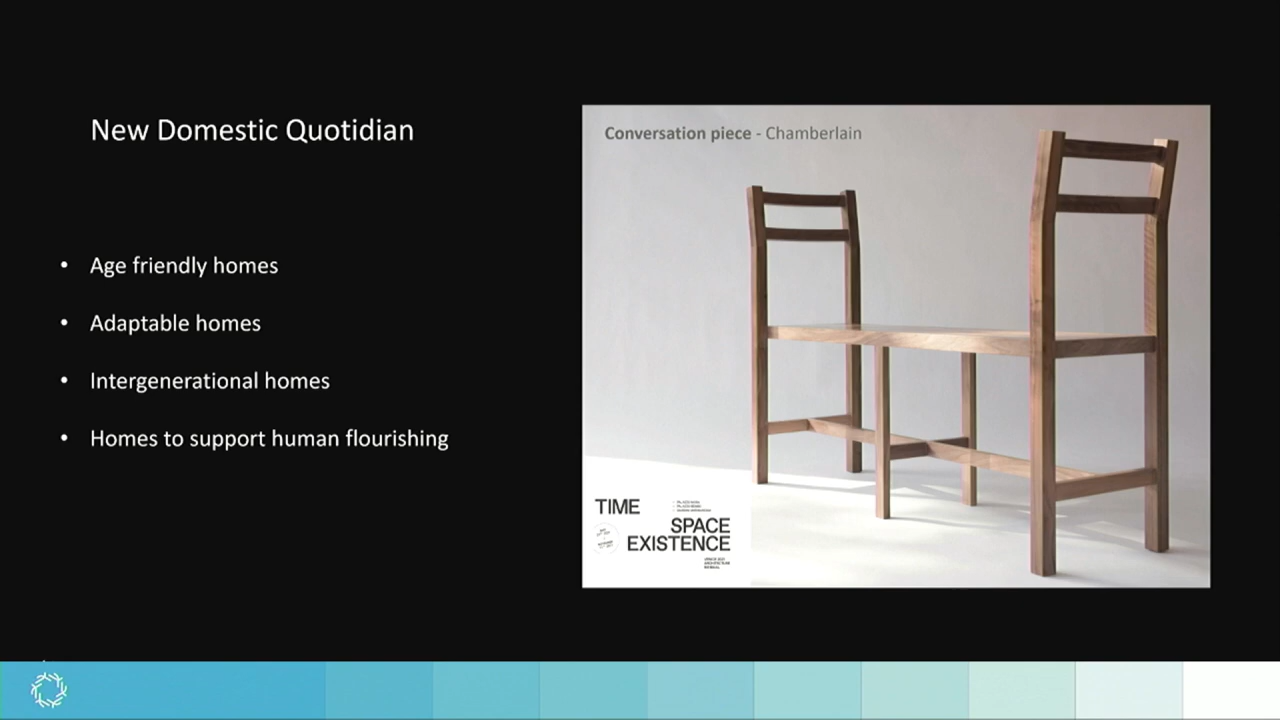 New Domestic Quotidian
• Age friendly homes
• Adaptable homes
• Intergenerational homes
• Homes to support human flourishing
Conversation piece - Chamberlain
TIME
SPACE
EXISTENCE